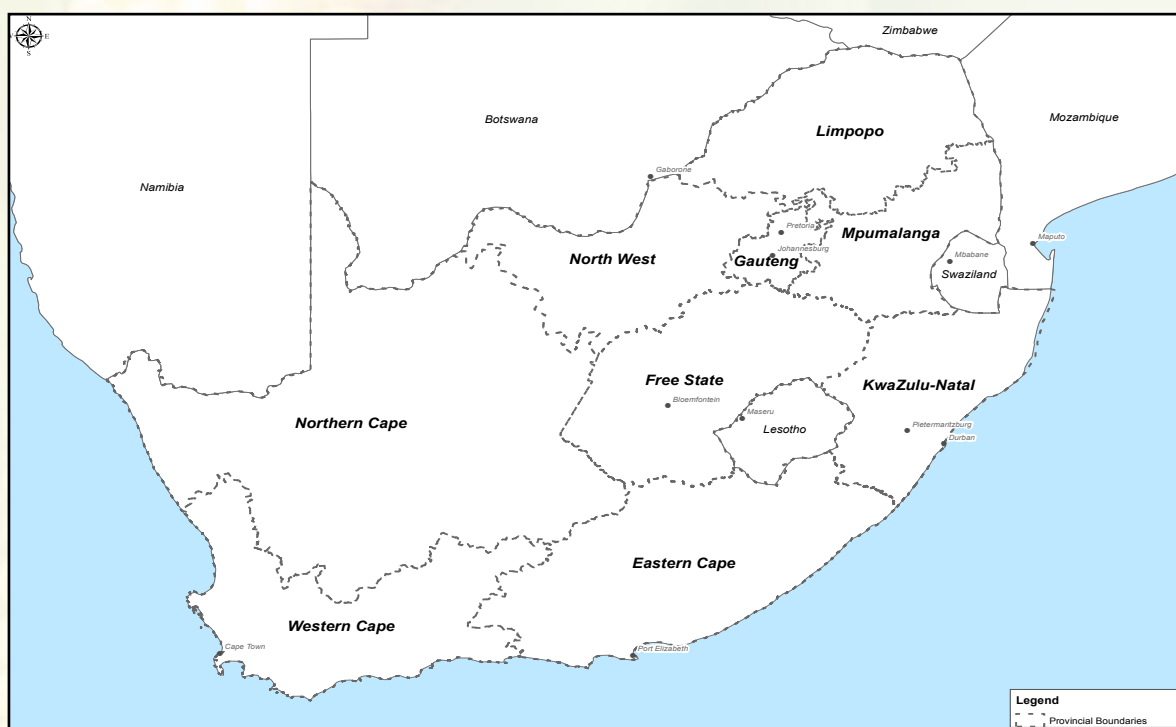 N
E
S
Zimbabwe
Mozambique
Botswana
Limpopo
Gaborone
Namibia
Pretoria
Mpumalanga
Maputo
Johannesburg
North West
Gauteng
Mbabane
Swaziland
Free State
KwaZulu-Natal
Bloemfontein
Maseru
Northern Cape
Lesotho
Pietermaritzburg
Durban
Eastern Cape
Western Cape
Cape Town
Port Elizabeth
Legend
Provincial Boundaries